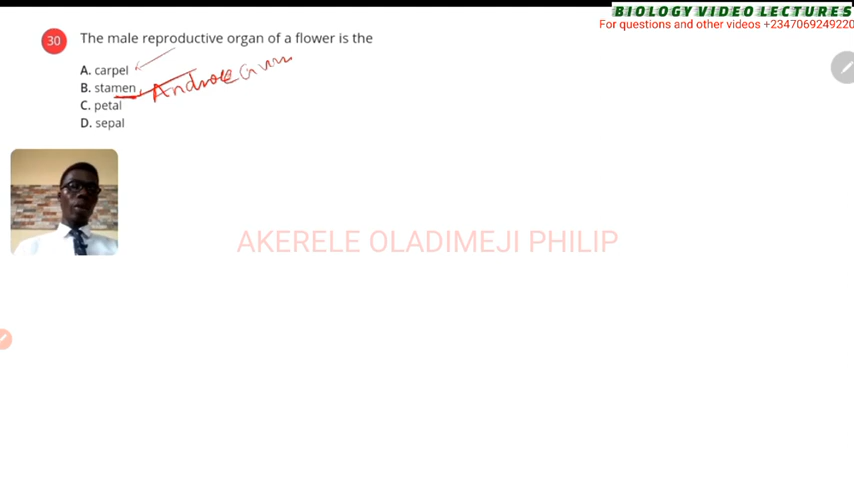 BIOLOGY VIDEO LECTURES
For questions and other videos +2347069249220
30 The male reproductive organ of a flower is the
A. carpel
B. stamen, Androecium
C. petal
D. sepal
AKERELE OLADIMEJI PHILIP